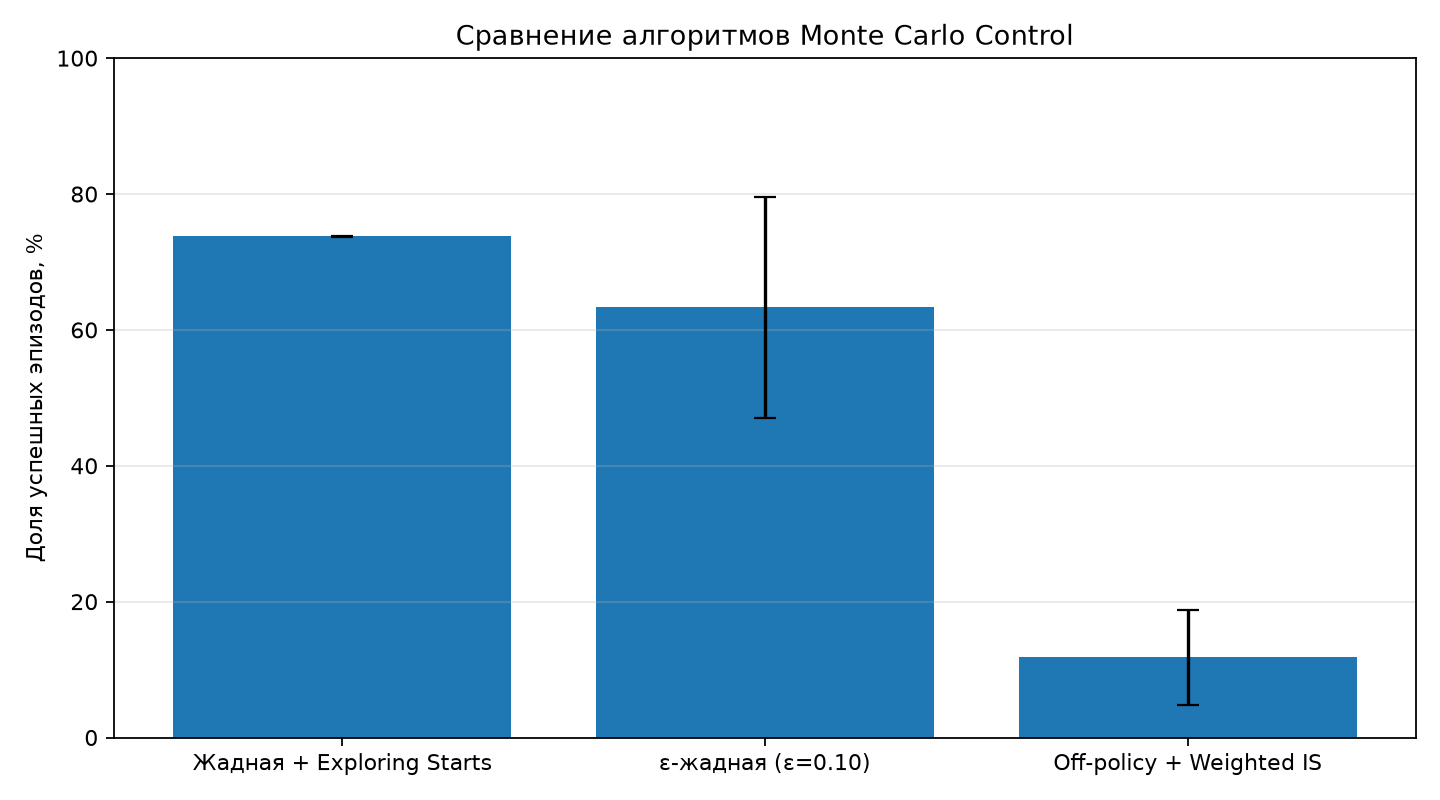 Сравнение алгоритмов Monte Carlo Control
Доля успешных эпизодов, %
100
80
60
40
20
0
Жадная + Exploring Starts
ε-жадная (ε=0.10)
Off-policy + Weighted IS